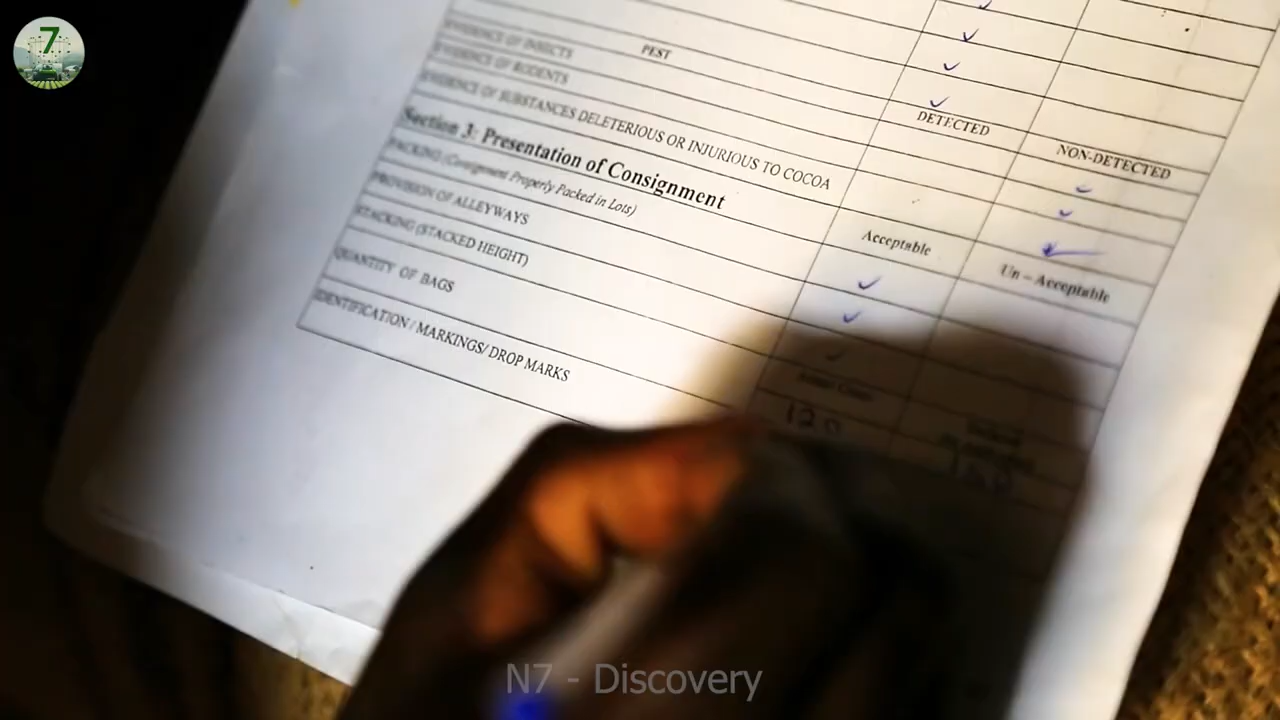 7
PEST
DETECTED
NON-DETECTED
EVIDENCE OF INSECTS
EVIDENCE OF RODENTS
EVIDENCE OF SUBSTANCES DELETERIOUS OR INJURIOUS TO COCOA
Section 3: Presentation of Consignment
Acceptable
Un – Acceptable
PACKING (Consignment Properly Packed in Lots)
PROVISION OF ALLEYWAYS
STACKING (STACKED HEIGHT)
QUANTITY OF BAGS
120
IDENTIFICATION / MARKINGS/ DROP MARKS
N7 - Discovery